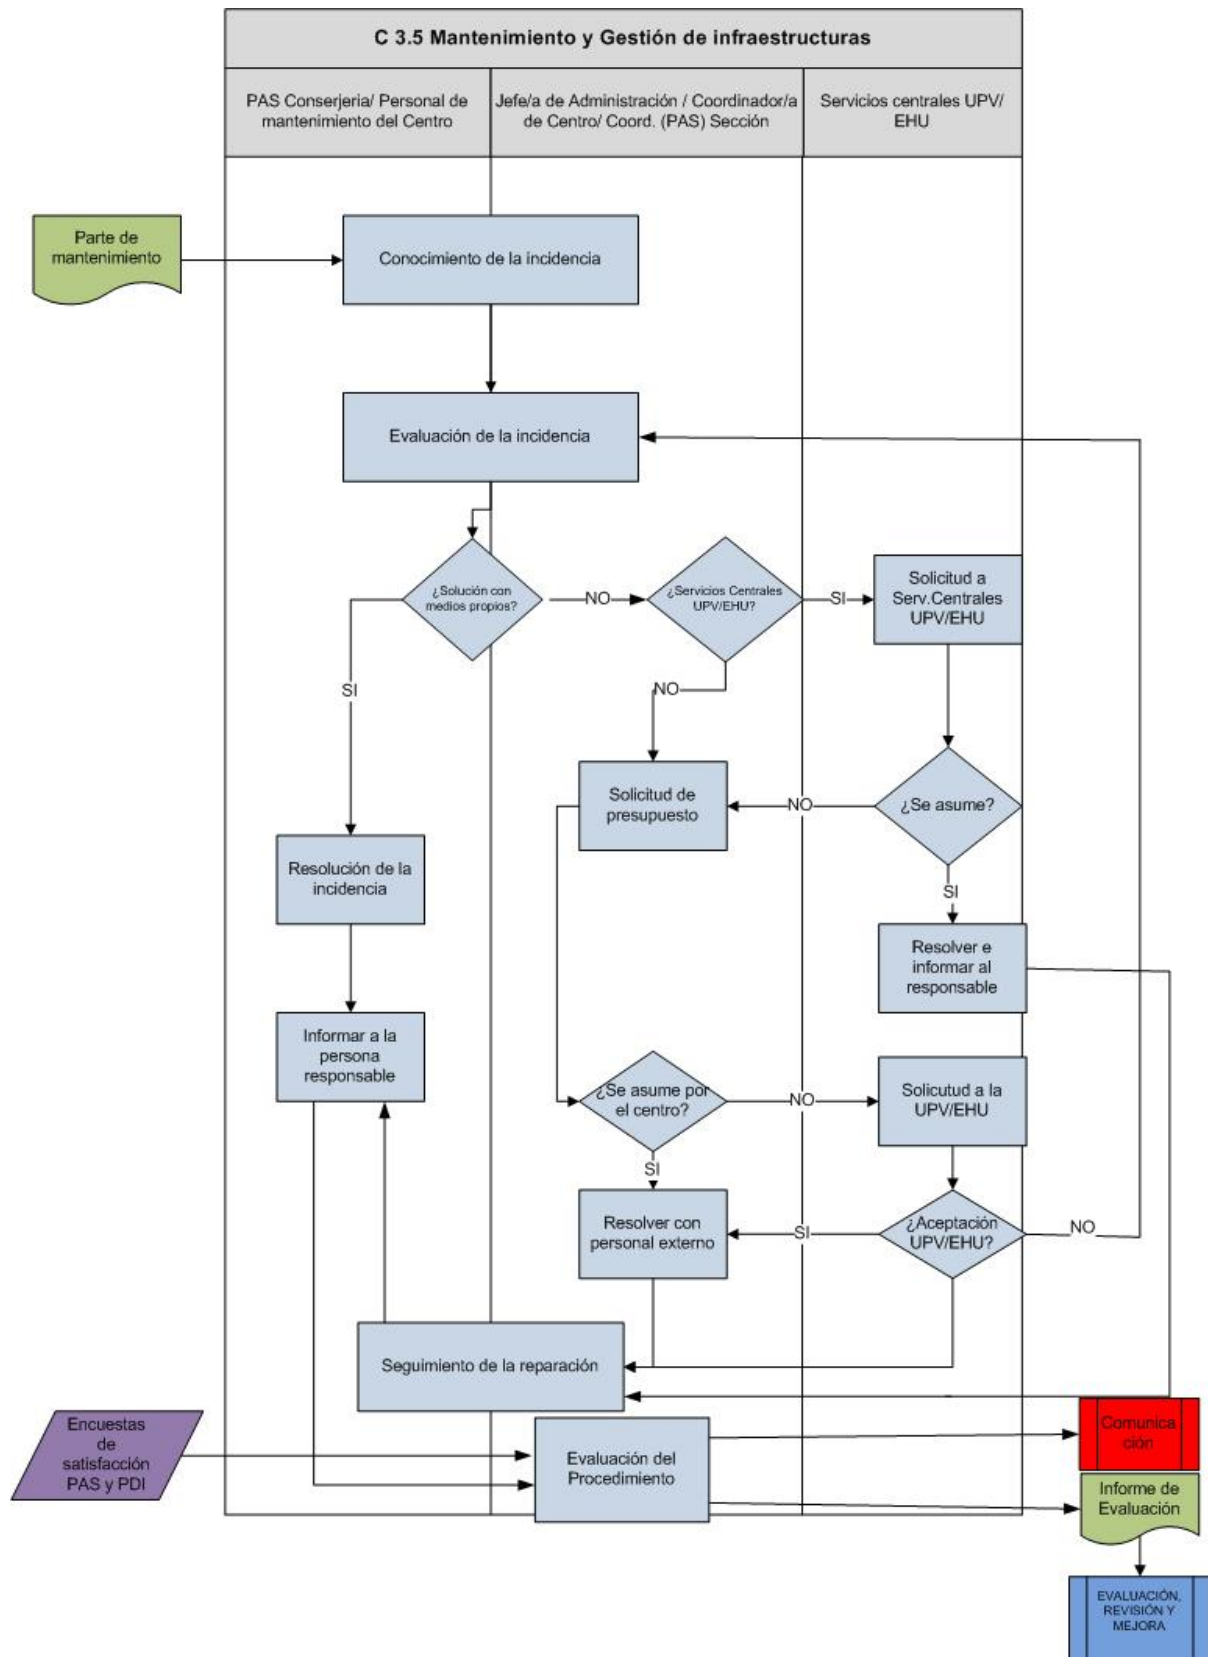 C 3.5 Mantenimiento y Gestión de infraestructuras
PAS Conserjeria/ Personal de
mantenimiento del Centro
Jefe/a de Administración / Coordinador/a
de Centro/ Coord. (PAS) Sección
Servicios centrales UPV/
EHU
Parte de
mantenimiento
Conocimiento de la incidencia
Evaluación de la incidencia
¿Solución con
medios propios?
NO
¿Servicios Centrales
UPV/EHU?
SI
Solicitud a
Serv.Centrales
UPV/EHU
SI
NO
Solicitud de
presupuesto
NO
¿Se asume?
SI
Resolución de la
incidencia
Resolver e
informar al
responsable
Informar a la
persona
responsable
¿Se asume por
el centro?
NO
Solicutud a la
UPV/EHU
SI
Resolver con
personal externo
SI
¿Aceptación
UPV/EHU?
NO
Seguimiento de la reparación
Encuestas
de
satisfacción
PAS y PDI
Evaluación del
Procedimiento
Comunica
ción
Informe de
Evaluación
EVALUACIÓN,
REVISIÓN Y
MEJORA